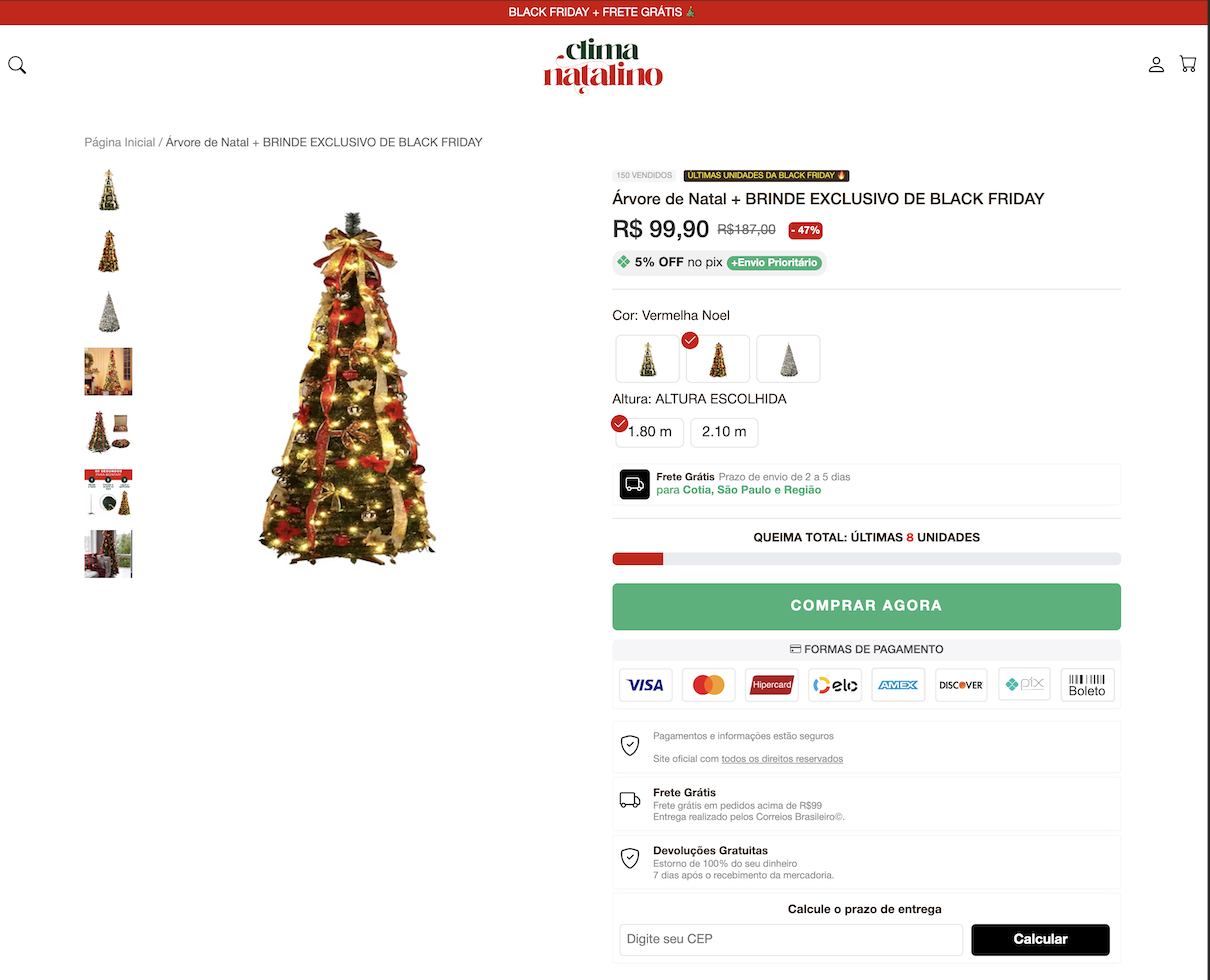 BLACK FRIDAY + FRETE GRÁTIS 🎄
clima
natalino
Página Inicial / Árvore de Natal + BRINDE EXCLUSIVO DE BLACK FRIDAY
150 VENDIDOS ÚLTIMAS UNIDADES DA BLACK FRIDAY 🔥
Árvore de Natal + BRINDE EXCLUSIVO DE BLACK FRIDAY
R$ 99,90 R$187,00 - 47%
5% OFF no pix +Envio Prioritário
Cor: Vermelha Noel
Altura: ALTURA ESCOLHIDA
1.80 m 2.10 m
Frete Grátis Prazo de envio de 2 a 5 dias
para Cotia, São Paulo e Região
QUEIMA TOTAL: ÚLTIMAS 8 UNIDADES
COMPRAR AGORA
FORMAS DE PAGAMENTO
VISA Hipercard elo AMEX DISCOVER pix Boleto
Pagamentos e informações estão seguros
Site oficial com todos os direitos reservados
Frete Grátis
Frete grátis em pedidos acima de R$99
Entrega realizado pelos Correios Brasileiro©.
Devoluções Gratuitas
Estorno de 100% do seu dinheiro
7 dias após o recebimento da mercadoria.
Calcule o prazo de entrega
Digite seu CEP Calcular